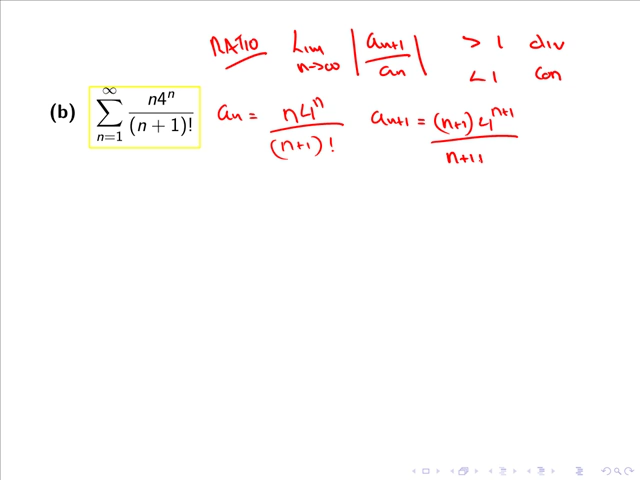 RATIO lim n→∞ | an+1 / an | > 1 div
< 1 con
(b) ∞ ∑ n=1 n4^n / (n + 1)! an = n4^n / (n+1)! an+1 = (n+1) 4^n+1 / n+11